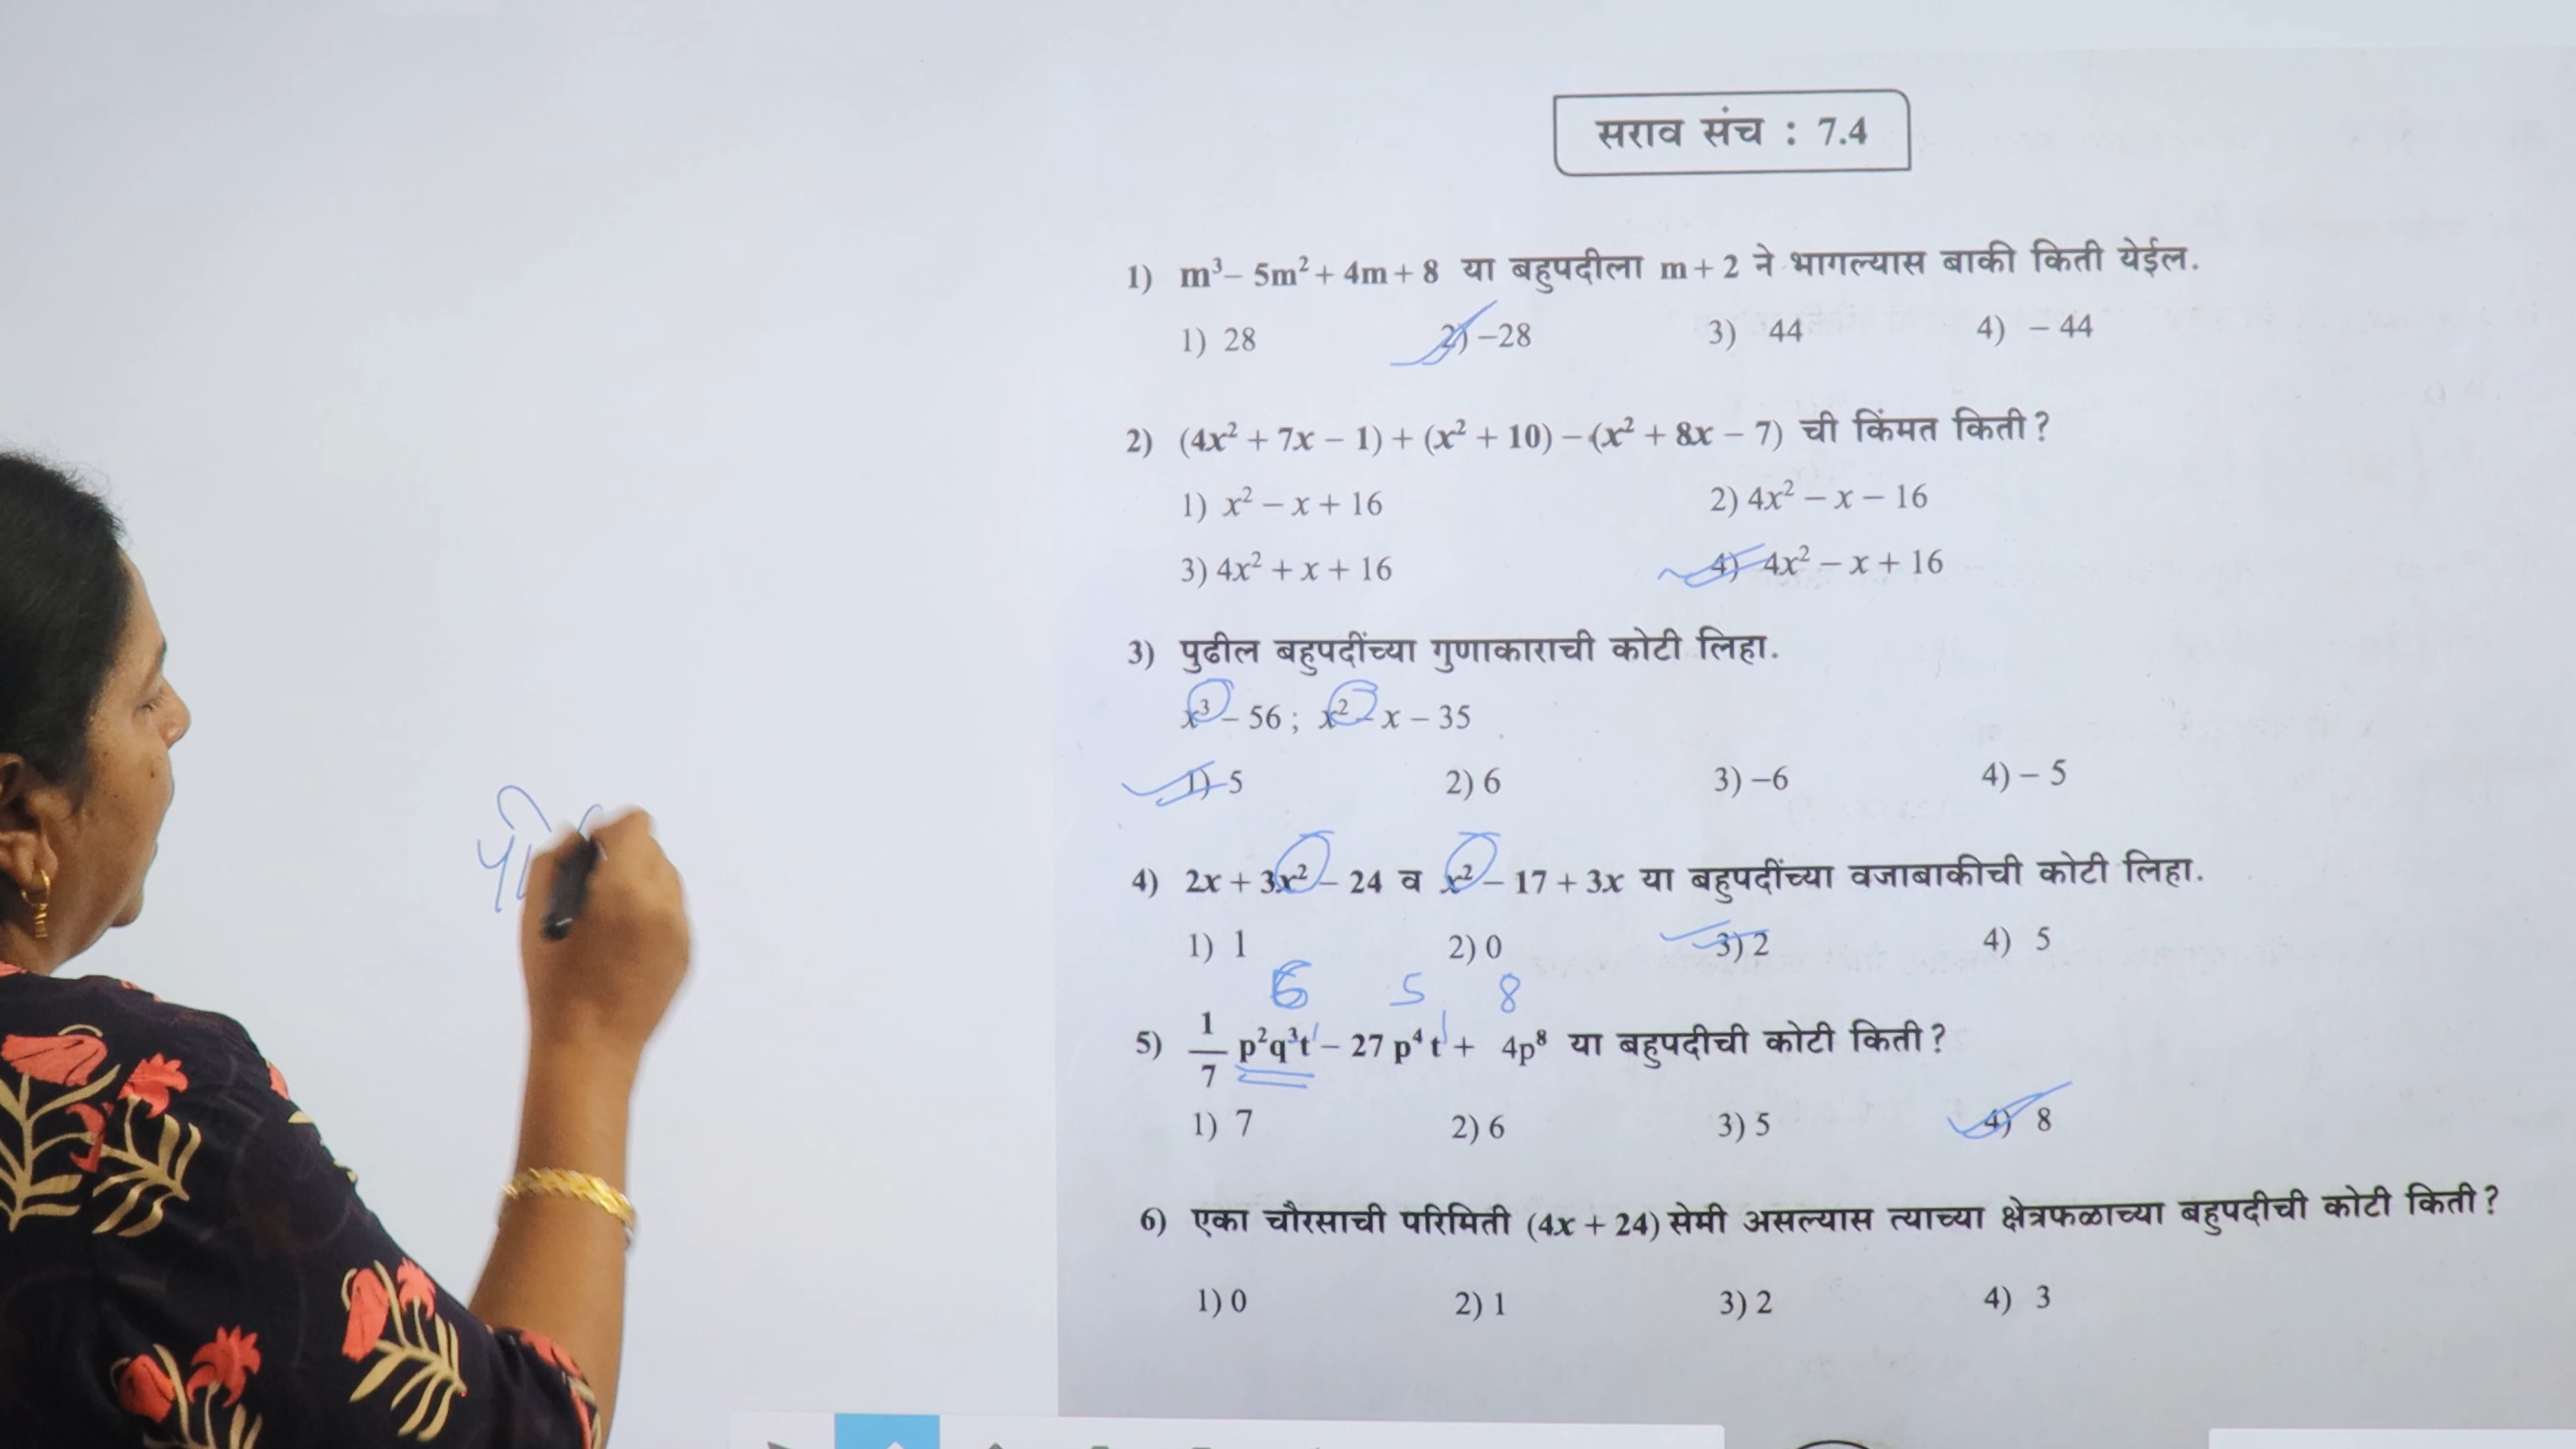 सराव संच : 7.4
1) m³– 5m² + 4m + 8 या बहुपदीला m + 2 ने भागल्यास बाकी किती येईल.
1) 28 2) –28 3) 44 4) – 44
2) (4x² + 7x – 1) + (x² + 10) – (x² + 8x – 7) ची किंमत किती ?
1) x² – x + 16 2) 4x² – x – 16
3) 4x² + x + 16 4) 4x² – x + 16
3) पुढील बहुपदींच्या गुणाकाराची कोटी लिहा.
x³ – 56 ; x² – x – 35
1) 5 2) 6 3) –6 4) – 5
4) 2x + 3x² – 24 व x² – 17 + 3x या बहुपदींच्या वजाबाकीची कोटी लिहा.
1) 1 2) 0 3) 2 4) 5
6 5 8
5) 1/7 p²q³t – 27 p⁴ t + 4p⁸ या बहुपदीची कोटी किती ?
1) 7 2) 6 3) 5 4) 8
6) एका चौरसाची परिमिती (4x + 24) सेमी असल्यास त्याच्या क्षेत्रफळाच्या बहुपदीची कोटी किती ?
1) 0 2) 1 3) 2 4) 3